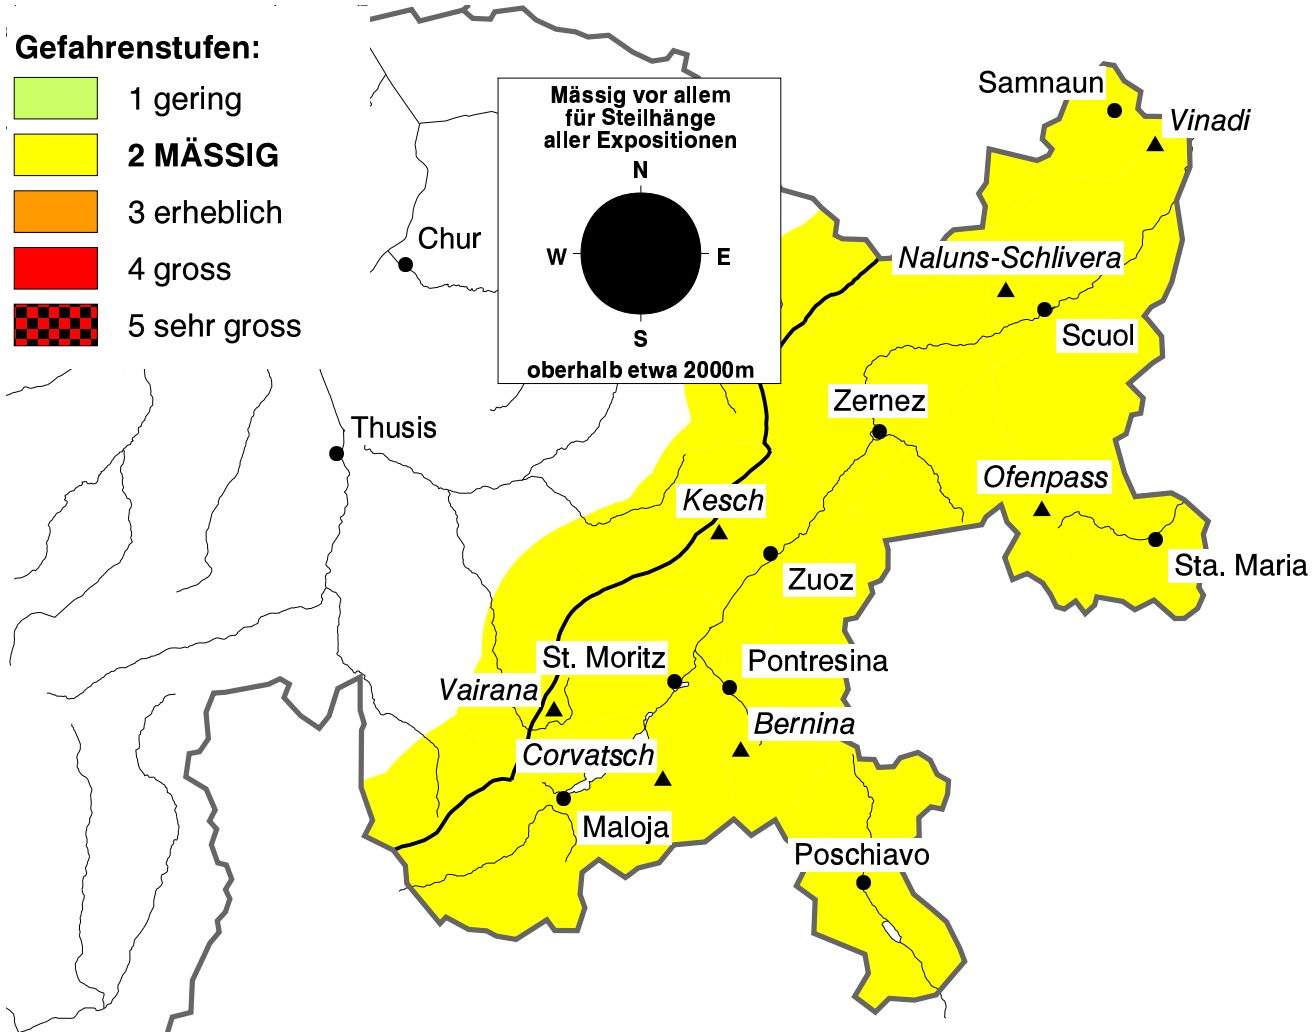 Gefahrenstufen:
1 gering
2 MÄSSIG
3 erheblich
4 gross
5 sehr gross
Mässig vor allem
für Steilhänge
aller Expositionen
N
W
E
S
oberhalb etwa 2000m
Samnaun
Vinadi
Chur
Naluns-Schlivera
Scuol
Zernez
Thusis
Ofenpass
Kesch
Sta. Maria
Zuoz
St. Moritz
Pontresina
Vairana
Bernina
Corvatsch
Maloja
Poschiavo